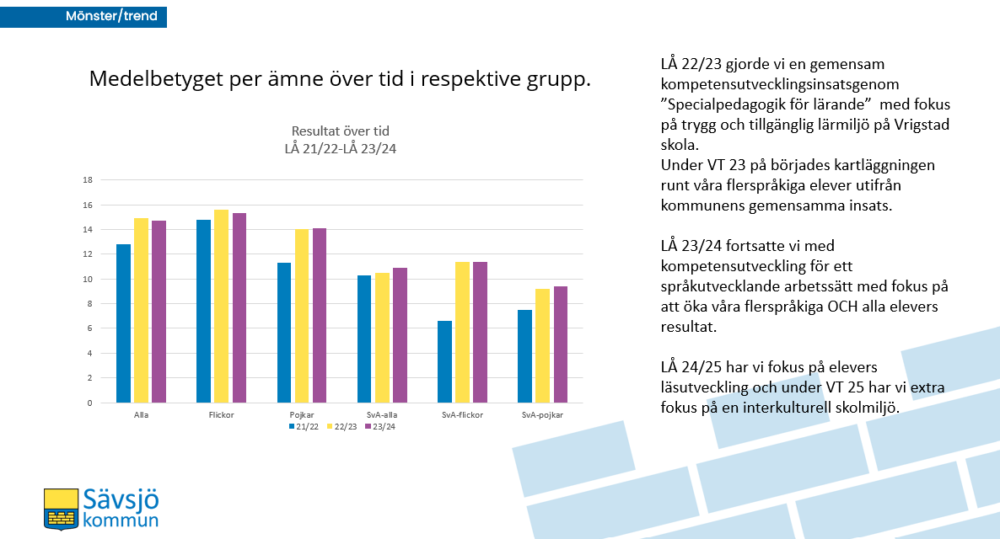 Mönster/trend
Medelbetyget per ämne över tid i respektive grupp.
Resultat över tid
LÅ 21/22-LÅ 23/24
18
16
14
12
10
8
6
4
2
0
Alla
Flickor
Pojkar
SvA-alla
SvA-flickor
SvA-pojkar
21/22
22/23
23/24
LÅ 22/23 gjorde vi en gemensam
kompetensutvecklingsinsatsgenom
”Specialpedagogik för lärande” med fokus
på trygg och tillgänglig lärmiljö på Vrigstad
skola.
Under VT 23 på börjades kartläggningen
runt våra flerspråkiga elever utifrån
kommunens gemensamma insats.
LÅ 23/24 fortsatte vi med
kompetensutveckling för ett
språkutvecklande arbetssätt med fokus på
att öka våra flerspråkiga OCH alla elevers
resultat.
LÅ 24/25 har vi fokus på elevers
läsutveckling och under VT 25 har vi extra
fokus på en interkulturell skolmiljö.
Sävsjö
kommun